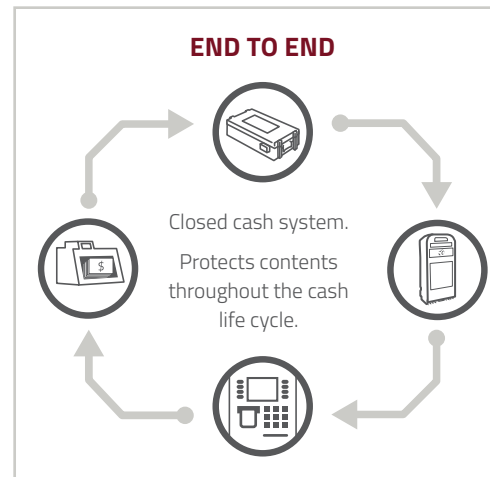 END TO END
Closed cash system.
$
Protects contents
throughout the cash
life cycle.